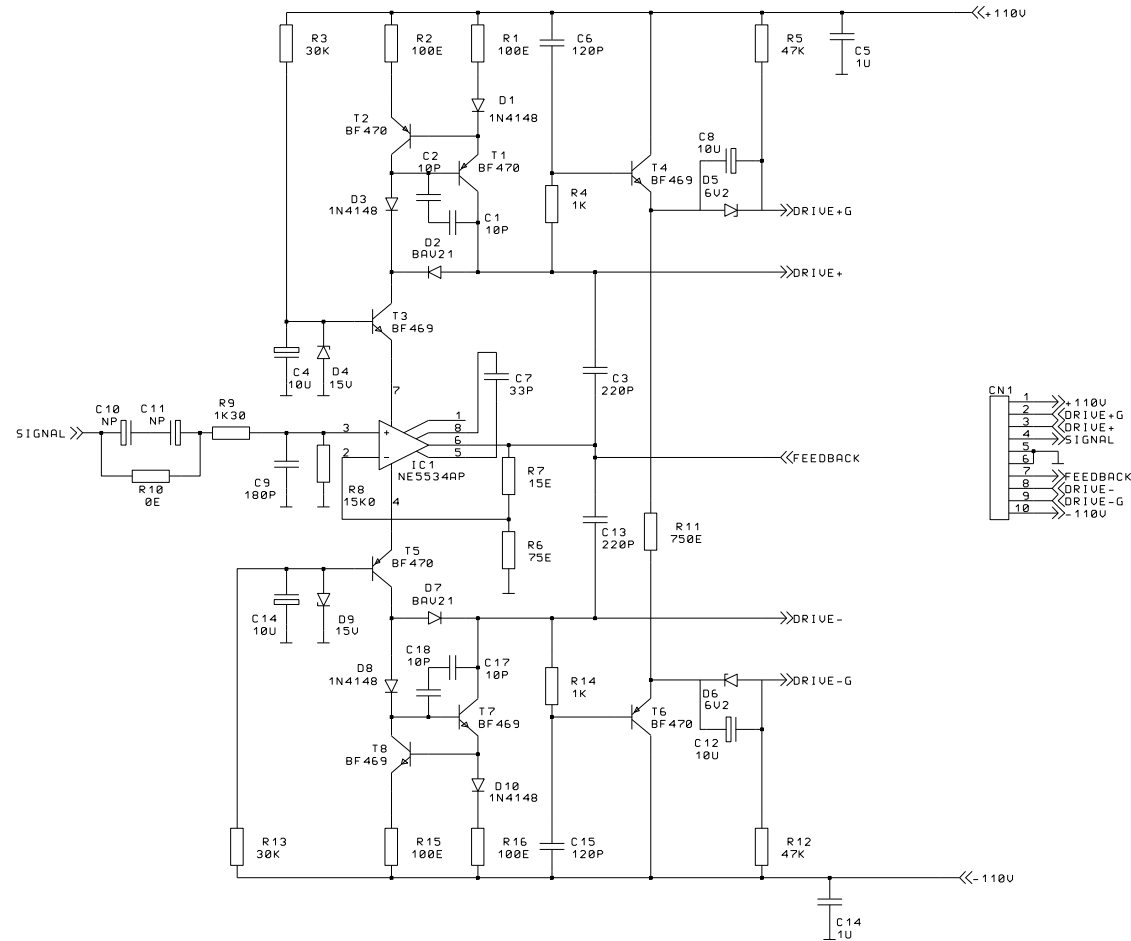 +110V
R3
30K
R2
100E
R1
100E
C6
120P
R5
47K
C5
1U
D1
1N4148
T2
BF470
C2
10P
T1
BF470
C8
10U
T4
BF469
D5
6V2
D3
1N4148
R4
1K
C1
10P
DRIVE+G
D2
BAV21
DRIVE+
T3
BF469
C4
10U
D4
15V
C7
33P
C3
220P
7
CN1
1
+110V
2
DRIVE+G
3
DRIVE+
4
SIGNAL
5
6
7
FEEDBACK
8
DRIVE-
9
DRIVE-G
10
-110V
C10
NP
C11
NP
R9
1K30
SIGNAL
3
1
8
6
5
2
IC1
NE5534AP
FEEDBACK
R10
0E
C9
180P
R8
15K0
4
R7
15E
C13
220P
R11
750E
R6
75E
T5
BF470
D7
BAV21
C14
10U
D9
15V
DRIVE-
D8
1N4148
C18
10P
C17
10P
R14
1K
DRIVE-G
D6
6V2
T7
BF469
T6
BF470
T8
BF469
C12
10U
D10
1N4148
R13
30K
R15
100E
R16
100E
C15
120P
R12
47K
-110V
C14
1U